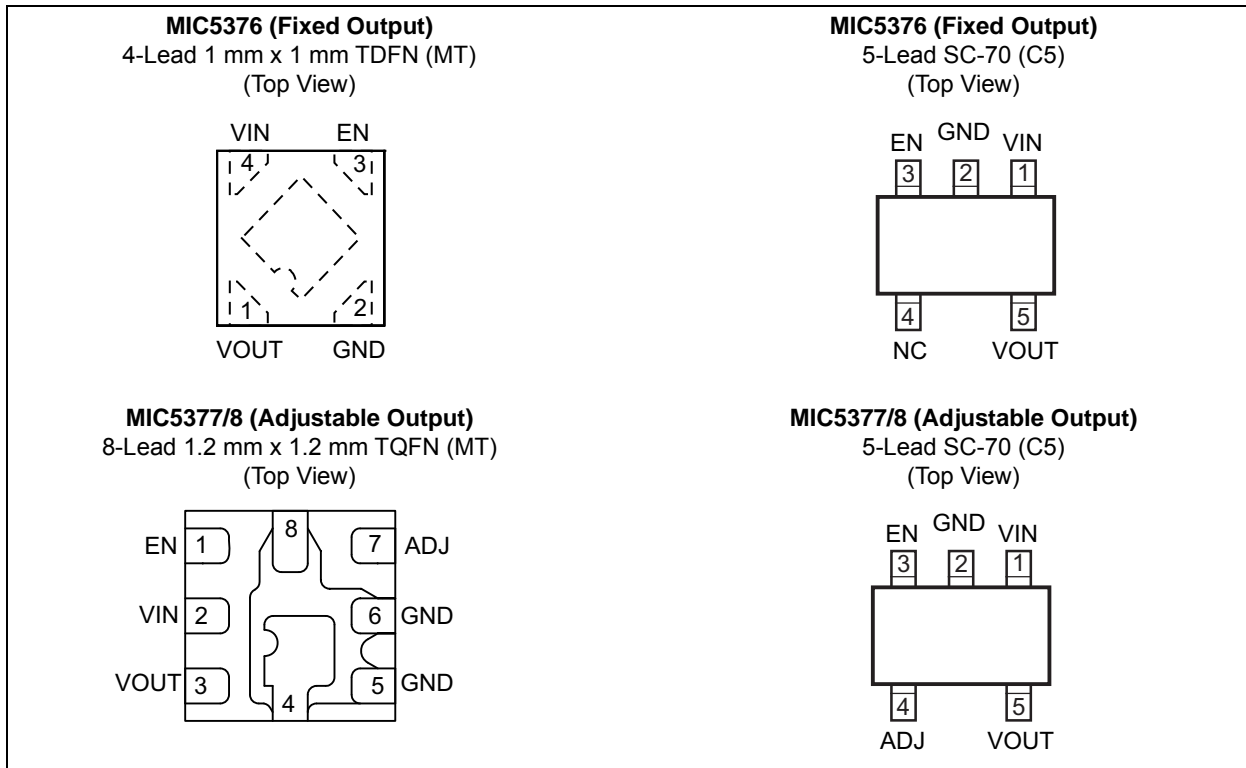 MIC5376 (Fixed Output)
4-Lead 1 mm x 1 mm TDFN (MT)
(Top View)
VIN EN
4 3
1 2
VOUT GND
MIC5376 (Fixed Output)
5-Lead SC-70 (C5)
(Top View)
EN GND VIN
3 2 1
4 5
NC VOUT
MIC5377/8 (Adjustable Output)
8-Lead 1.2 mm x 1.2 mm TQFN (MT)
(Top View)
8
EN 1 7 ADJ
VIN 2 6 GND
VOUT 3 5 GND
4
MIC5377/8 (Adjustable Output)
5-Lead SC-70 (C5)
(Top View)
EN GND VIN
3 2 1
4 5
ADJ VOUT